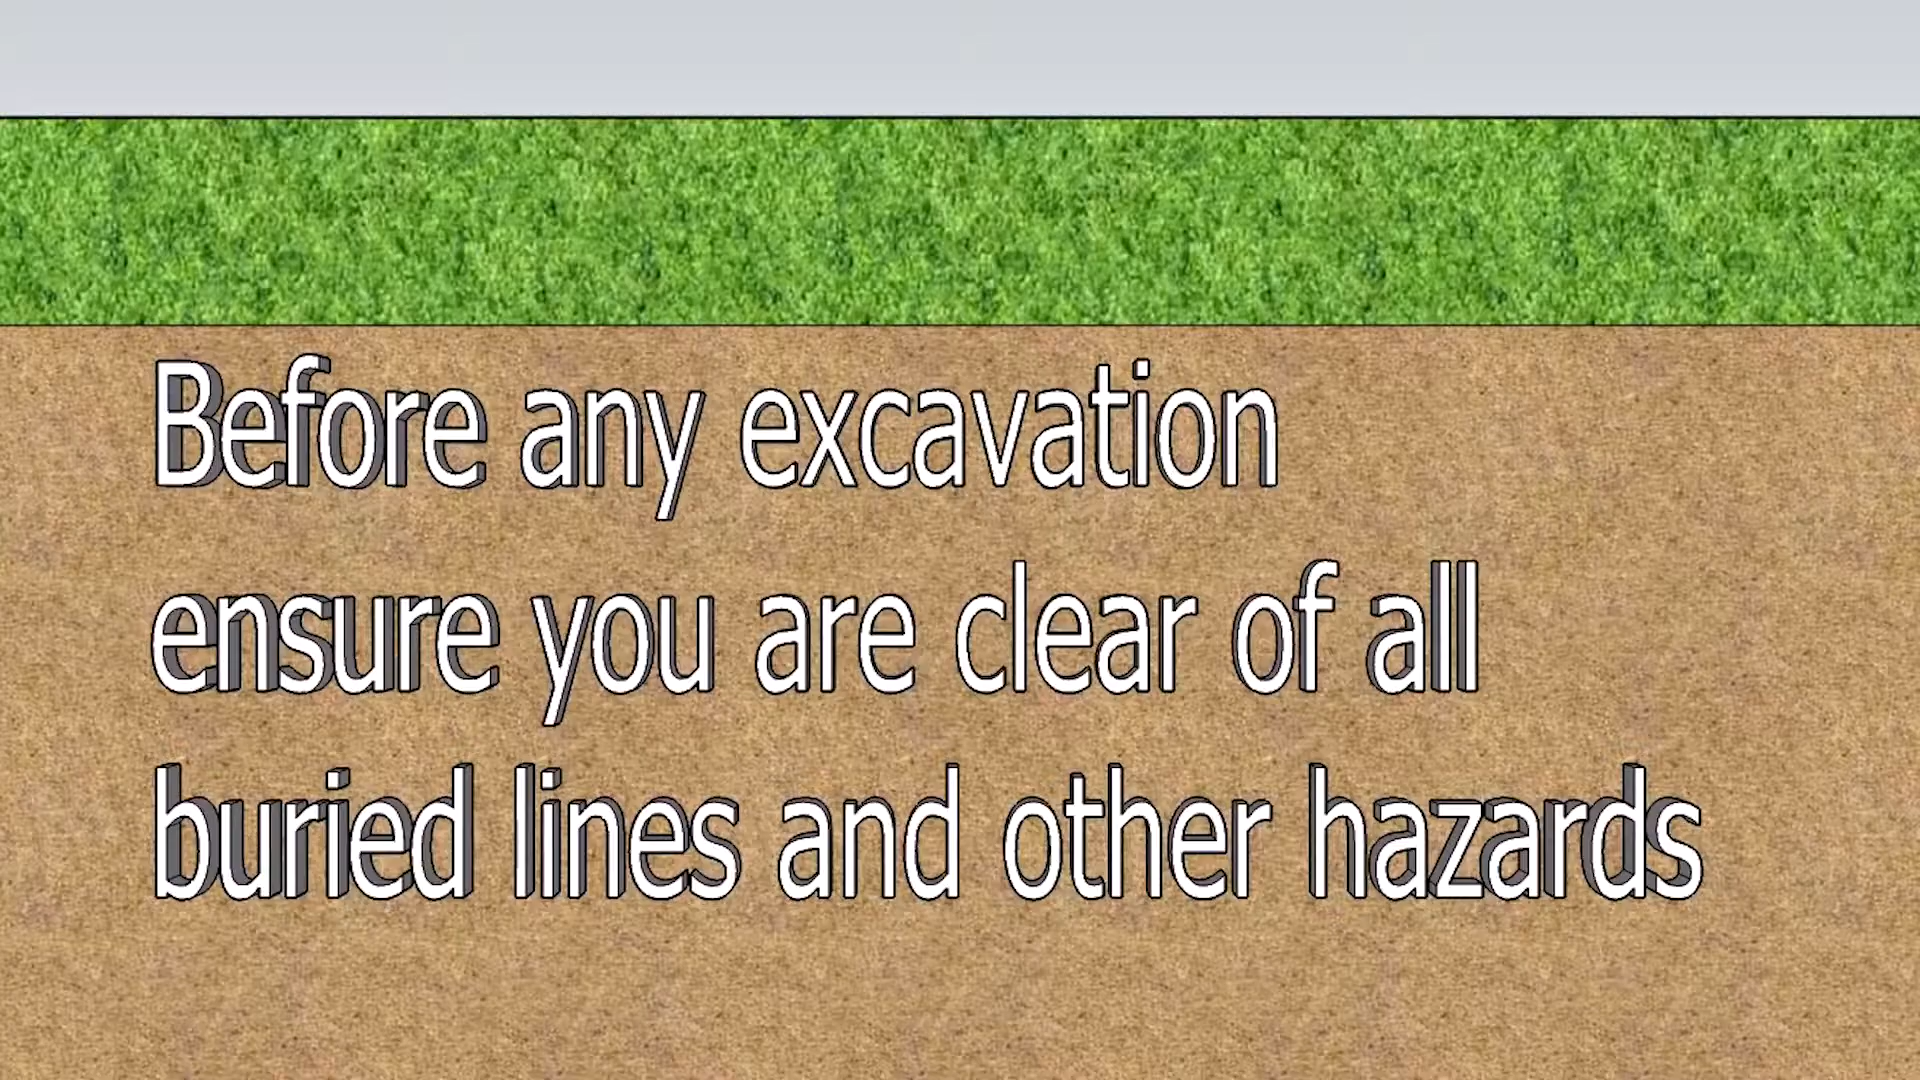 Before any excavation
ensure you are clear of all
buried lines and other hazards